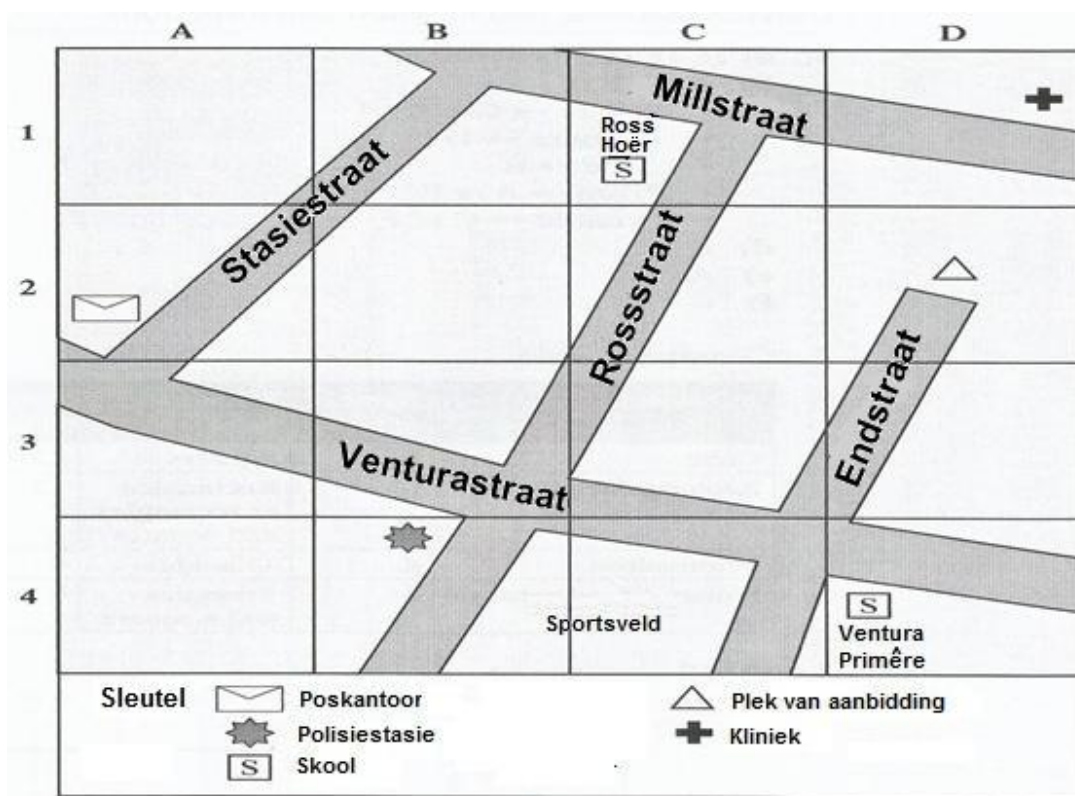 A B C D
1
Millstraat
Ross
Hoër
S
Stasiestraat
2
Rossstraat
Endstraat
3
Venturastraat
4
S
Sportsveld
Ventura
Primêre
Sleutel
Poskantoor
Plek van aanbidding
Polisiestasie
Kliniek
S Skool